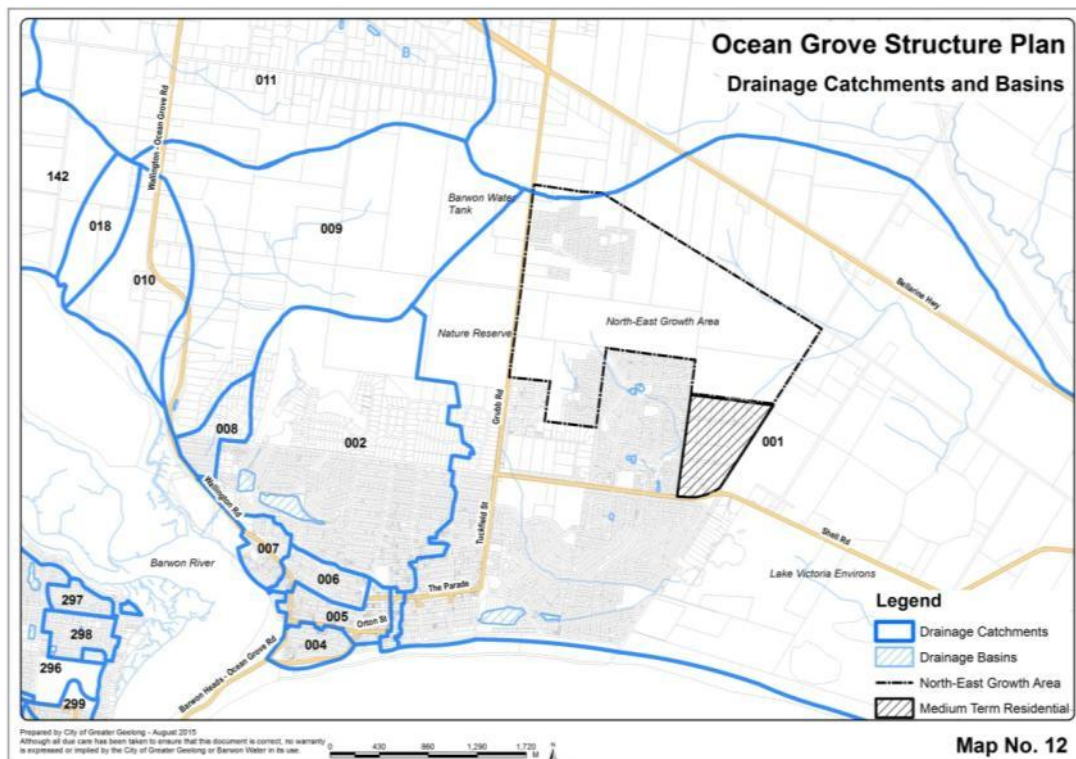 Ocean Grove Structure Plan
Drainage Catchments and Basins
011
Wallington - Ocean Grove Rd
142
018
009
Barwon Water
Tank
010
Bellarine Hwy
Nature Reserve
North-East Growth Area
Grubb Rd
008
002
001
Wallington Rd
Tuckfield St
Shell Rd
Barwon River
007
006
The Parade
Lake Victoria Environs
005
Orton St
004
Barwon Heads - Ocean Grove Rd
297
298
296
299
Legend
Drainage Catchments
Drainage Basins
North-East Growth Area
Medium Term Residential
Prepared by City of Greater Geelong - August 2015
Although all due care has been taken to ensure that this document is correct, no warranty
is expressed or implied by the City of Greater Geelong or Barwon Water in its use.
0 430 860 1,290 1,720
M
N
Map No. 12